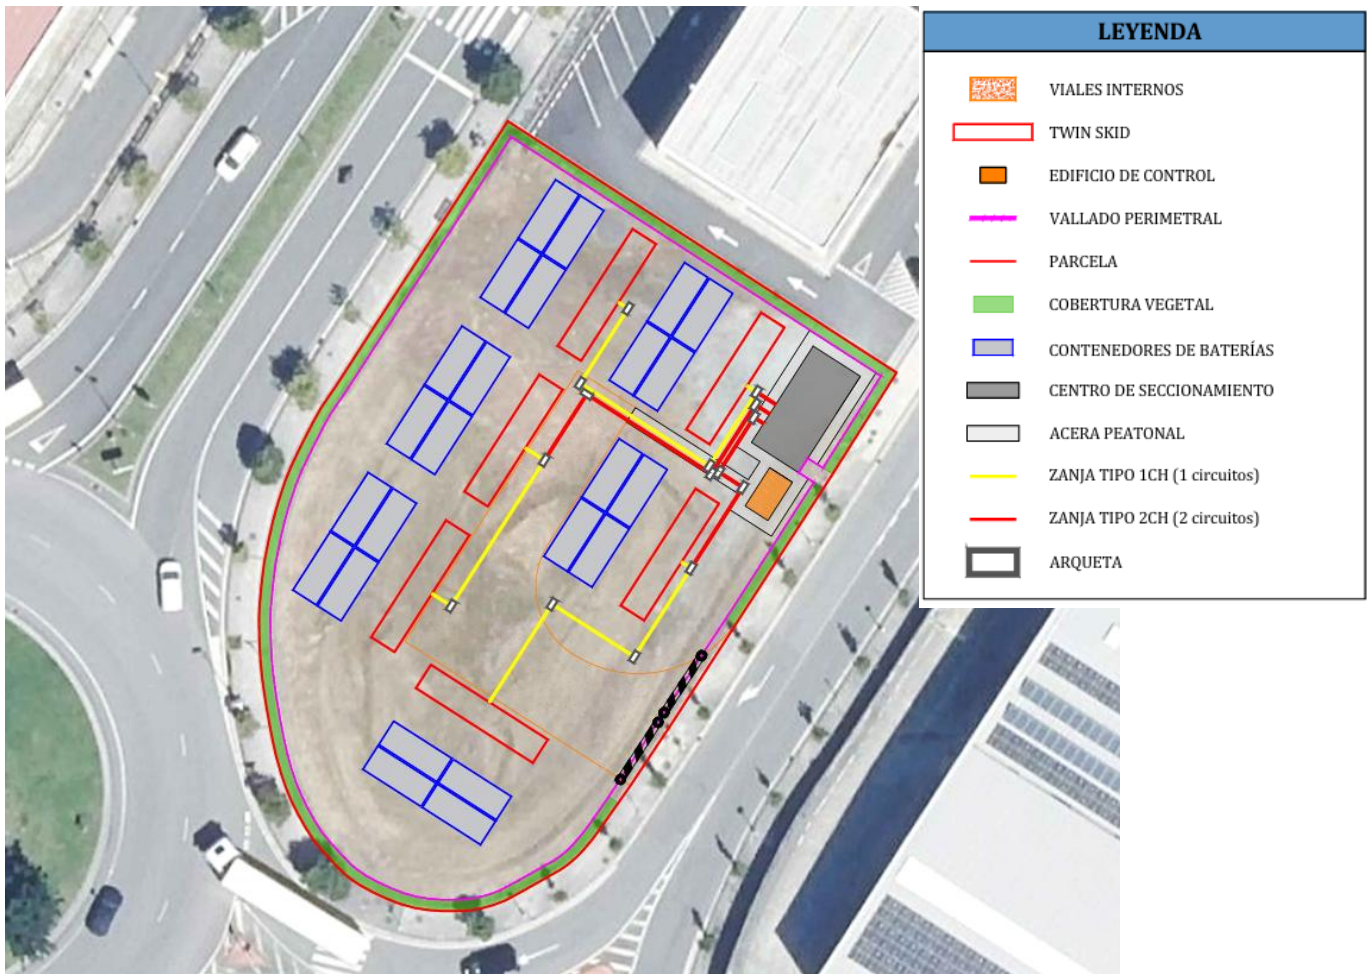 LEYENDA
VIALES INTERNOS
TWIN SKID
EDIFICIO DE CONTROL
VALLADO PERIMETRAL
PARCELA
COBERTURA VEGETAL
CONTENEDORES DE BATERÍAS
CENTRO DE SECCIONAMIENTO
ACERA PEATONAL
ZANJA TIPO 1CH (1 circuitos)
ZANJA TIPO 2CH (2 circuitos)
ARQUETA